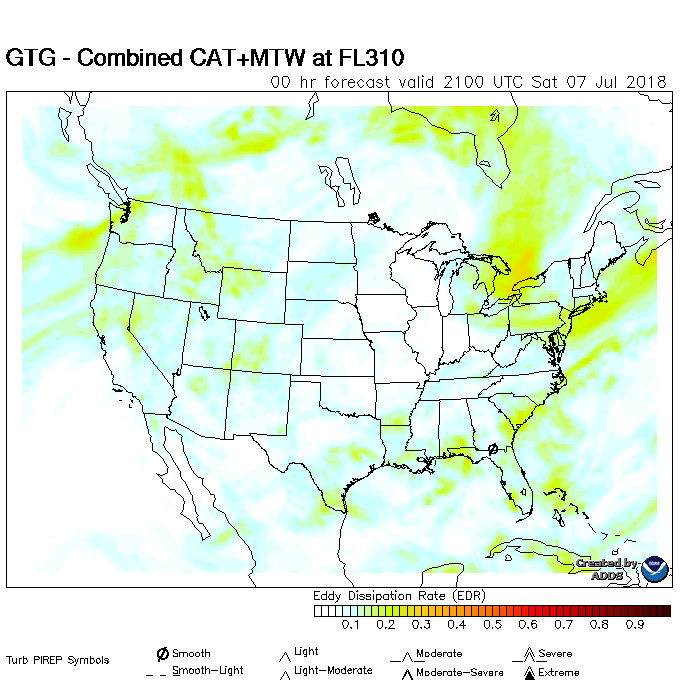 GTG - Combined CAT+MTW at FL310
00 hr forecast valid 2100 UTC Sat 07 Jul 2018
Created by
ADDS
Eddy Dissipation Rate (EDR)
0.1 0.2 0.3 0.4 0.5 0.6 0.7 0.8 0.9
Turb PIREP Symbols
Smooth Light Moderate Severe
Smooth-Light Light-Moderate Moderate-Severe Extreme